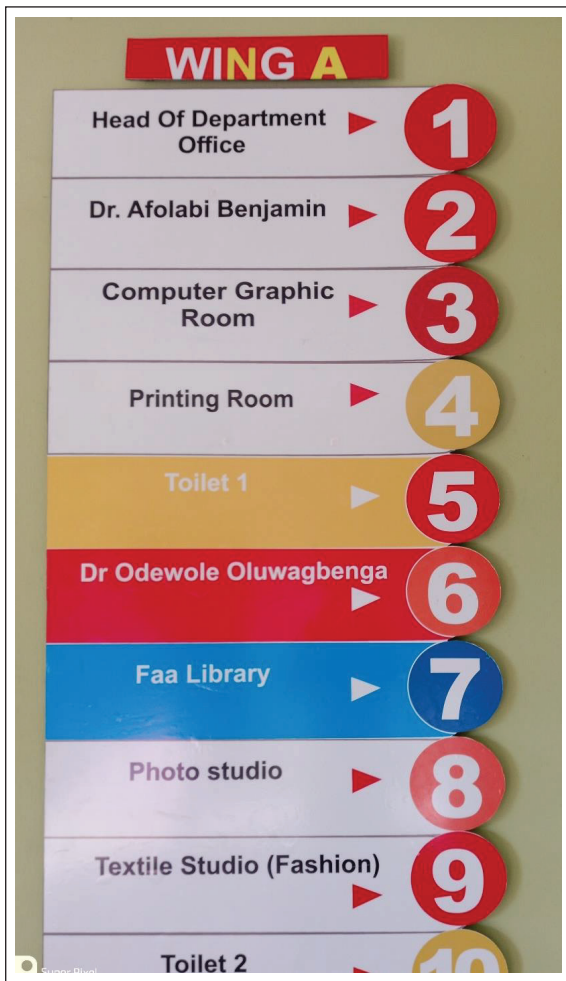 WING A
Head Of Department
Office
1
Dr. Afolabi Benjamin
2
Computer Graphic
Room
3
Printing Room
4
Toilet 1
5
Dr Odewole Oluwagbenga
6
Faa Library
7
Photo studio
8
Textile Studio (Fashion)
9
Toilet 2
10